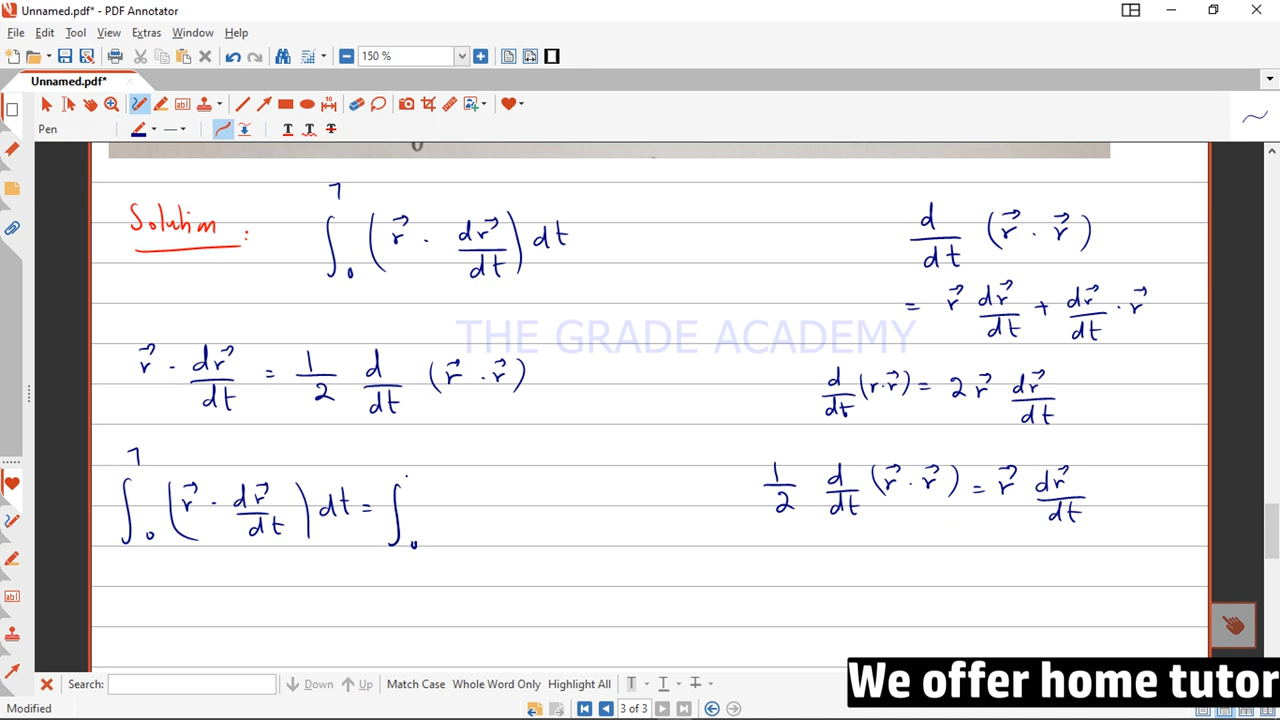 Unnamed.pdf* - PDF Annotator
File Edit Tool View Extras Window Help
150 %
Unnamed.pdf*
Pen
Solution :
∫₀⁷ (r⃗ · dr⃗/dt) dt
d/dt (r⃗ · r⃗)
= r⃗ dr⃗/dt + dr⃗/dt · r⃗
THE GRADE ACADEMY
r⃗ · dr⃗/dt = 1/2 d/dt (r⃗ · r⃗)
d/dt (r · r⃗) = 2 r⃗ dr⃗/dt
∫₀⁷ (r⃗ · dr⃗/dt) dt = ∫₀
1/2 d/dt (r⃗ · r⃗) = r⃗ dr⃗/dt
We offer home tutor
Search: Down Up Match Case Whole Word Only Highlight All T T T
Modified
3 of 3